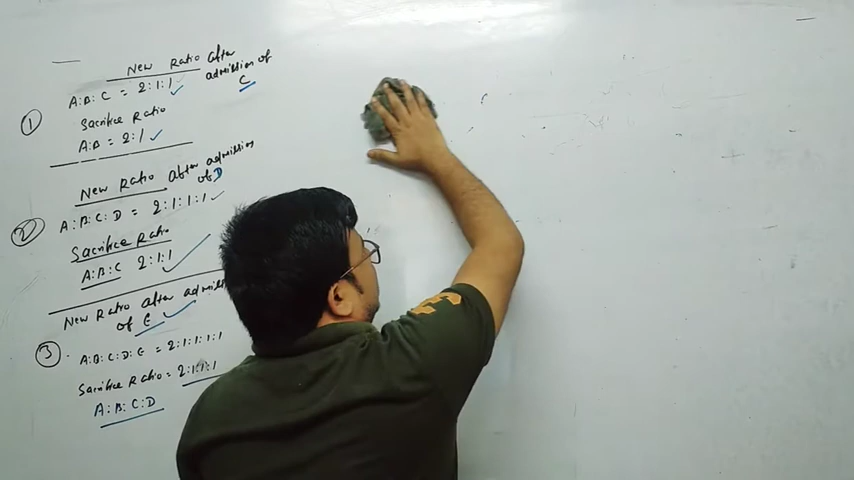 New Ratio after
admission of
C
A:B:C = 2:1:1
①
Sacrifice Ratio
A:B = 2:1
New Ratio after admission
of D
A:B:C:D = 2:1:1:1
②
Sacrifice Ratio
A:B:C 2:1:1
New Ratio after
of E
③
A:B:C:D:E = 2:1:1:1:1
Sacrifice Ratio = 2:1:1:1
A:B:C:D